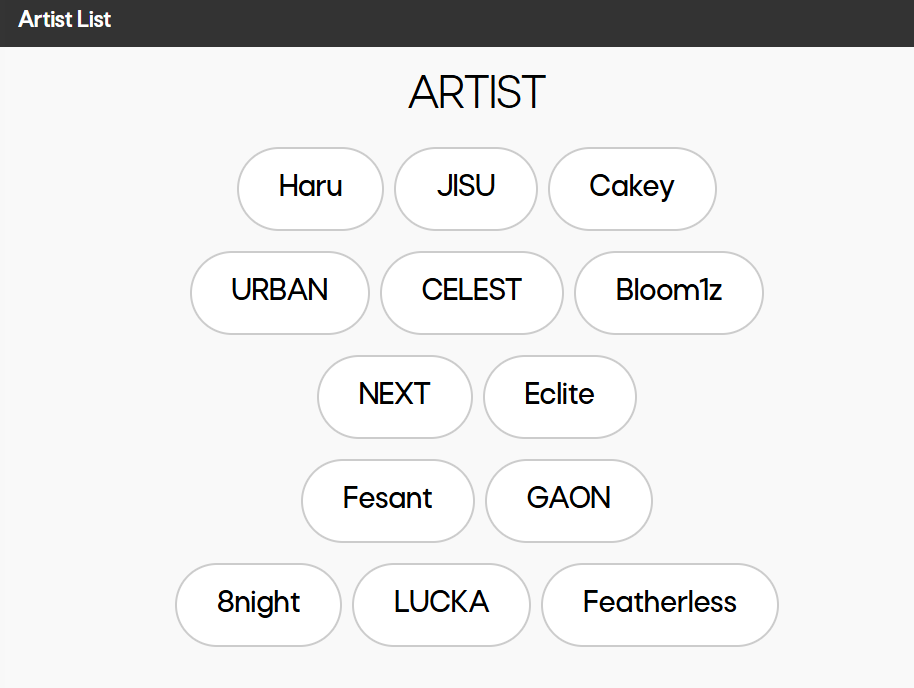 Artist List
ARTIST
Haru JISU Cakey
URBAN CELEST Bloom1z
NEXT Eclite
Fesant GAON
8night LUCKA Featherless